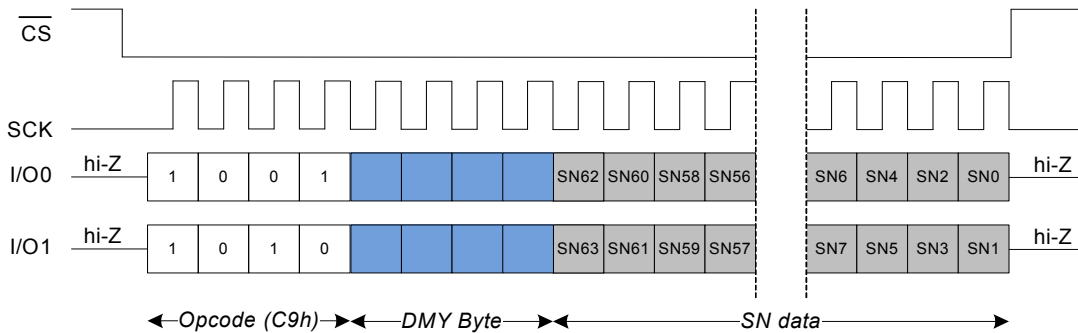 CS
SCK
I/O0 hi-Z 1 0 0 1 SN62 SN60 SN58 SN56 SN6 SN4 SN2 SN0 hi-Z
I/O1 hi-Z 1 0 1 0 SN63 SN61 SN59 SN57 SN7 SN5 SN3 SN1 hi-Z
Opcode (C9h) DMY Byte SN data